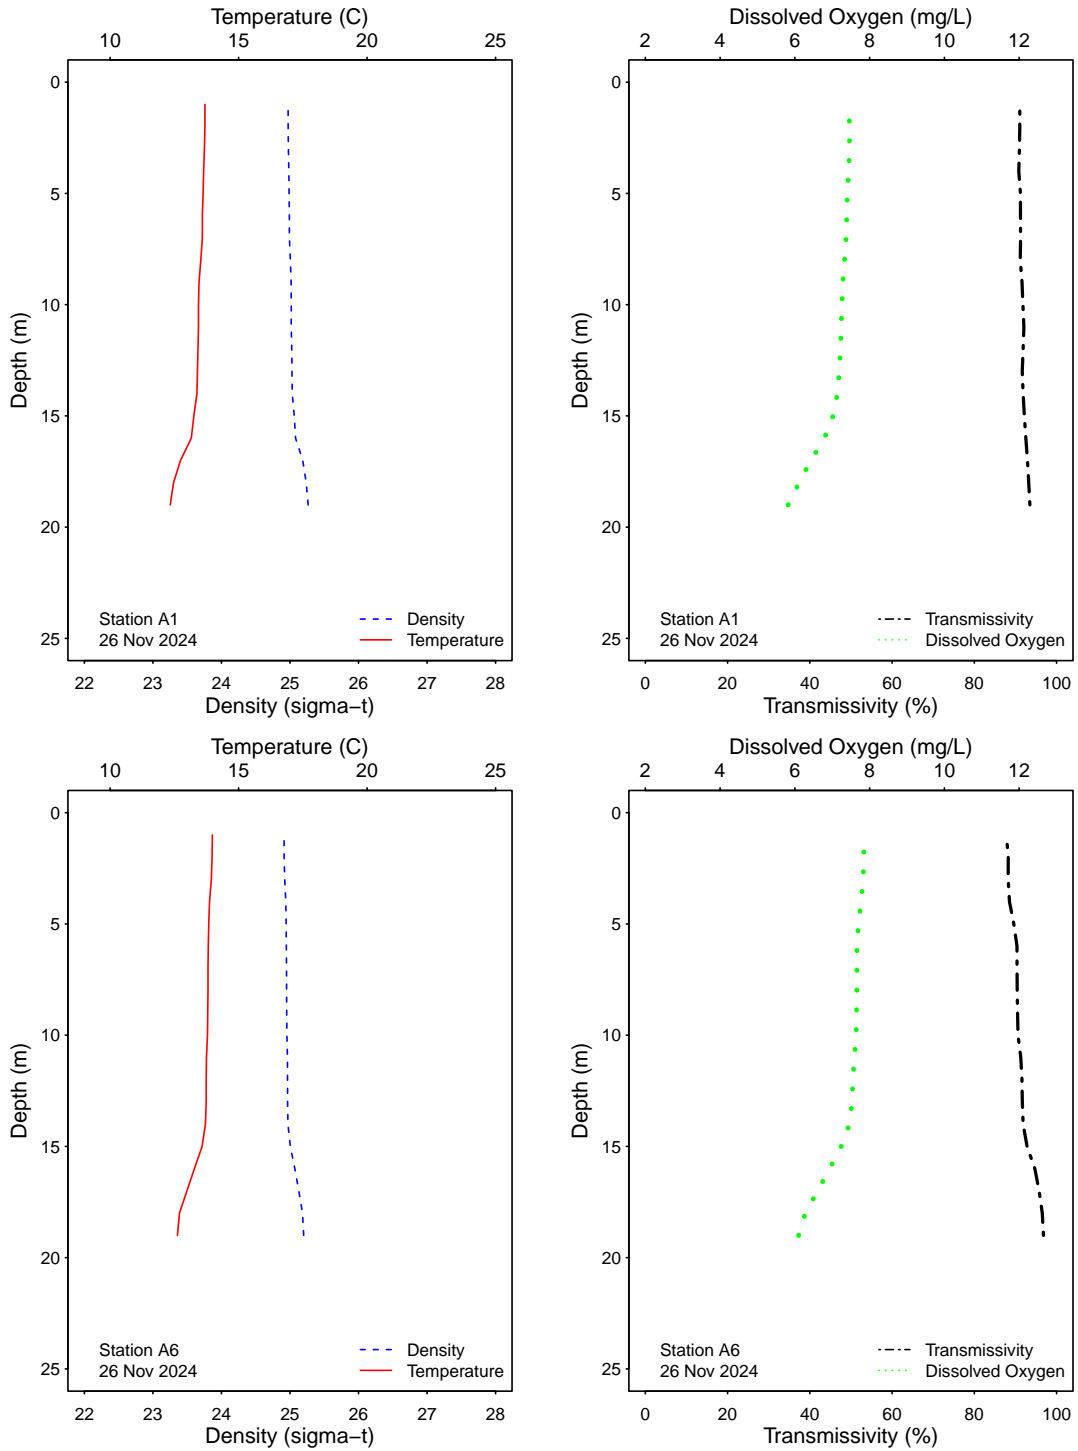 Temperature (C)
10 15 20 25
0
5
10
15
20
25
Depth (m)
Station A1
26 Nov 2024
Density
Temperature
22 23 24 25 26 27 28
Density (sigma−t)
Dissolved Oxygen (mg/L)
2 4 6 8 10 12
0
5
10
15
20
25
Depth (m)
Station A1
26 Nov 2024
Transmissivity
Dissolved Oxygen
0 20 40 60 80 100
Transmissivity (%)
Temperature (C)
10 15 20 25
0
5
10
15
20
25
Depth (m)
Station A6
26 Nov 2024
Density
Temperature
22 23 24 25 26 27 28
Density (sigma−t)
Dissolved Oxygen (mg/L)
2 4 6 8 10 12
0
5
10
15
20
25
Depth (m)
Station A6
26 Nov 2024
Transmissivity
Dissolved Oxygen
0 20 40 60 80 100
Transmissivity (%)